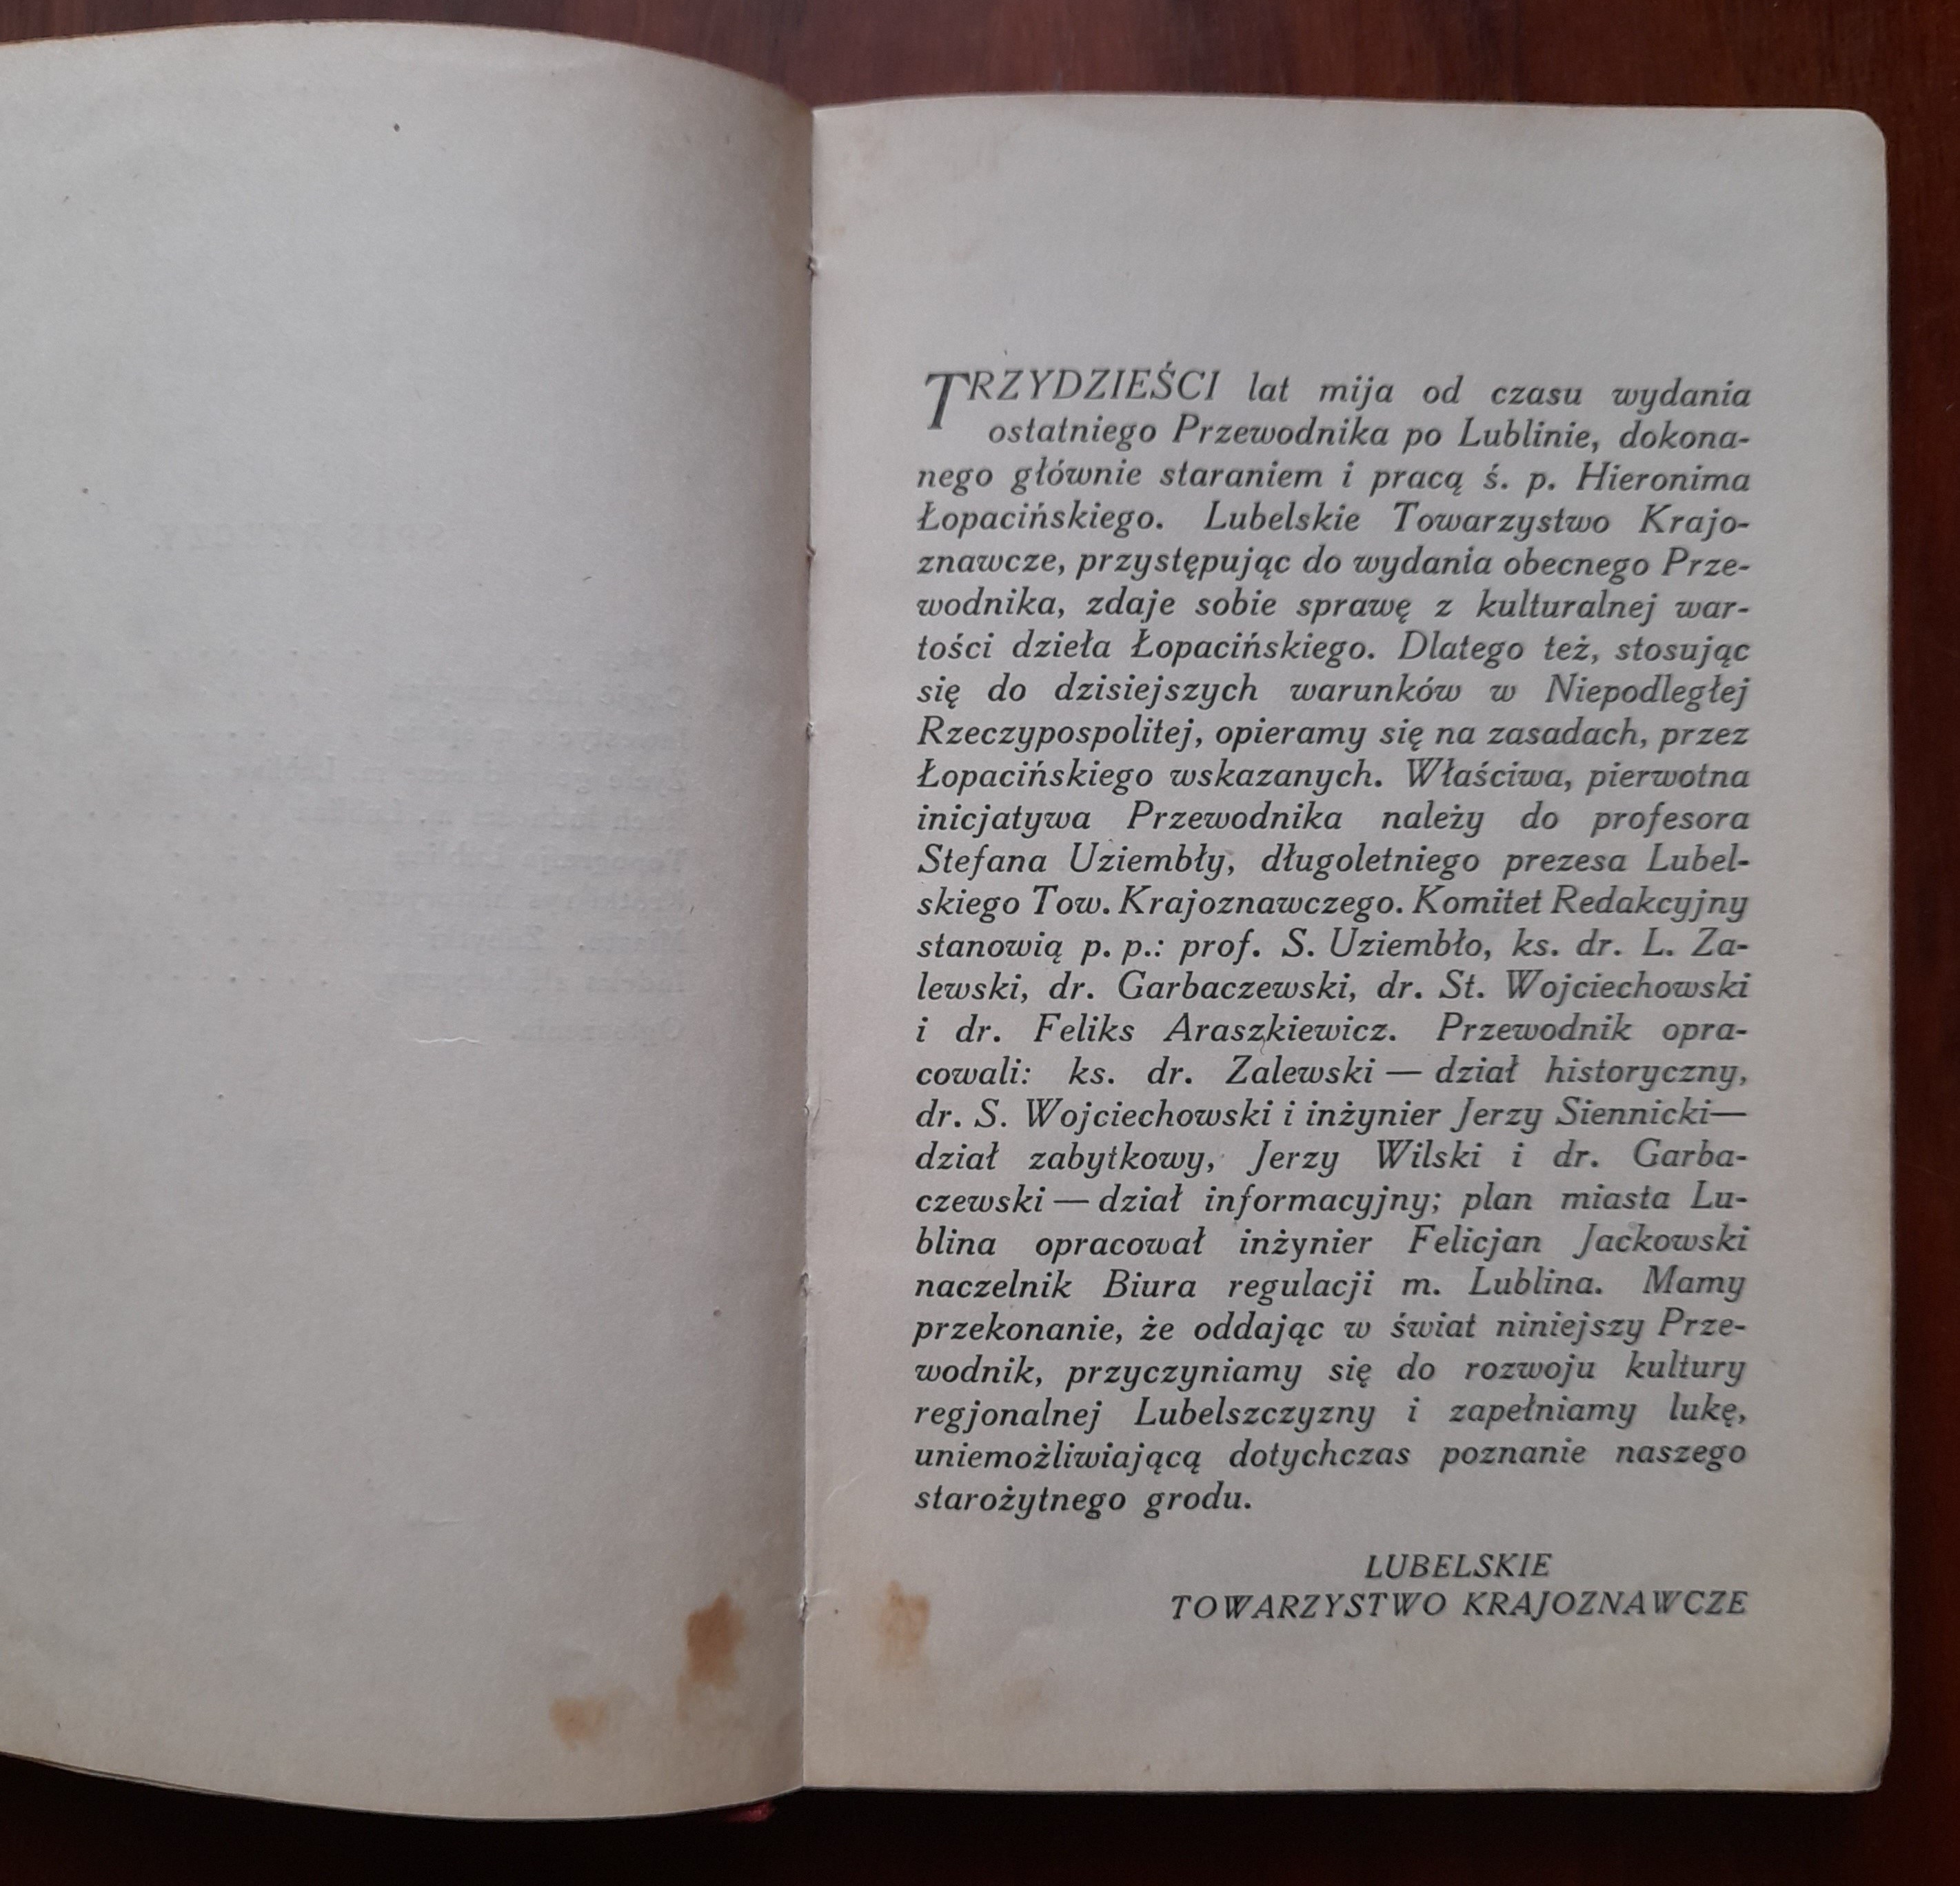 TRZYDZIEŚCI lat mija od czasu wydania
ostatniego Przewodnika po Lublinie, dokona-
nego głównie staraniem i pracą ś. p. Hieronima
Łopacińskiego. Lubelskie Towarzystwo Krajo-
znawcze, przystępując do wydania obecnego Prze-
wodnika, zdaje sobie sprawę z kulturalnej war-
tości dzieła Łopacińskiego. Dlatego też, stosując
się do dzisiejszych warunków w Niepodległej
Rzeczypospolitej, opieramy się na zasadach, przez
Łopacińskiego wskazanych. Właściwa, pierwotna
inicjatywa Przewodnika należy do profesora
Stefana Uziembły, długoletniego prezesa Lubel-
skiego Tow. Krajoznawczego. Komitet Redakcyjny
stanowią p. p.: prof. S. Uziembło, ks. dr. L. Za-
lewski, dr. Garbaczewski, dr. St. Wojciechowski
i dr. Feliks Araszkiewicz. Przewodnik opra-
cowali: ks. dr. Zalewski — dział historyczny,
dr. S. Wojciechowski i inżynier Jerzy Siennicki—
dział zabytkowy, Jerzy Wilski i dr. Garba-
czewski — dział informacyjny; plan miasta Lu-
blina opracował inżynier Felicjan Jackowski
naczelnik Biura regulacji m. Lublina. Mamy
przekonanie, że oddając w świat niniejszy Prze-
wodnik, przyczyniamy się do rozwoju kultury
regjonalnej Lubelszczyzny i zapełniamy lukę,
uniemożliwiającą dotychczas poznanie naszego
starożytnego grodu.
LUBELSKIE
TOWARZYSTWO KRAJOZNAWCZE